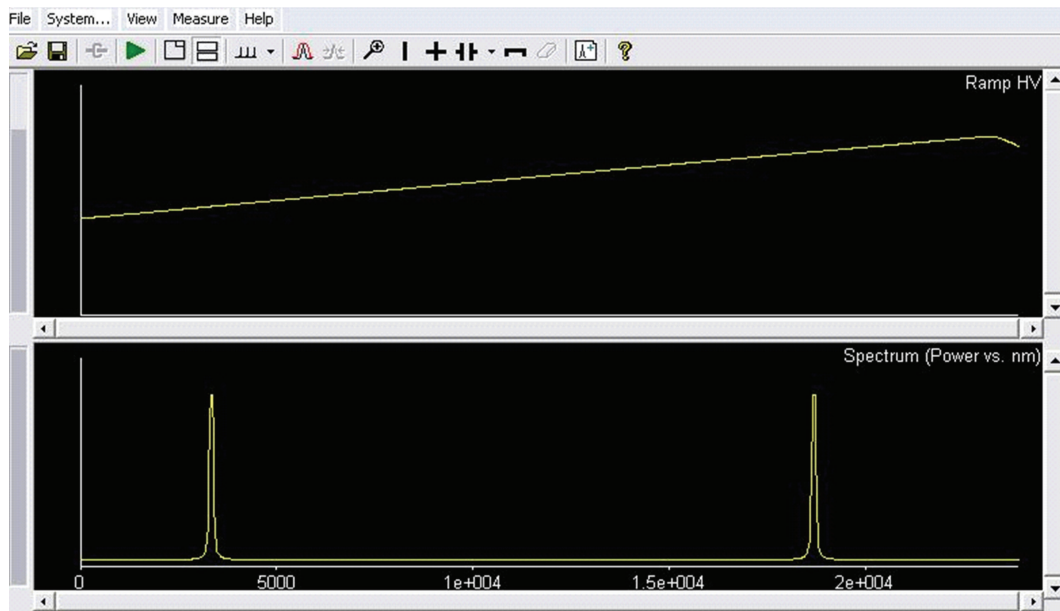 File System... View Measure Help
Ramp HV
Spectrum (Power vs. nm)
0 5000 1e+004 1.5e+004 2e+004